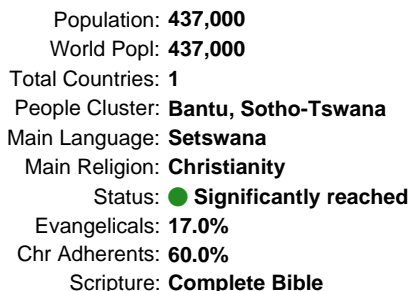 Population: 437,000
World Popl: 437,000
Total Countries: 1
People Cluster: Bantu, Sotho-Tswana
Main Language: Setswana
Main Religion: Christianity
Status: Significantly reached
Evangelicals: 17.0%
Chr Adherents: 60.0%
Scripture: Complete Bible